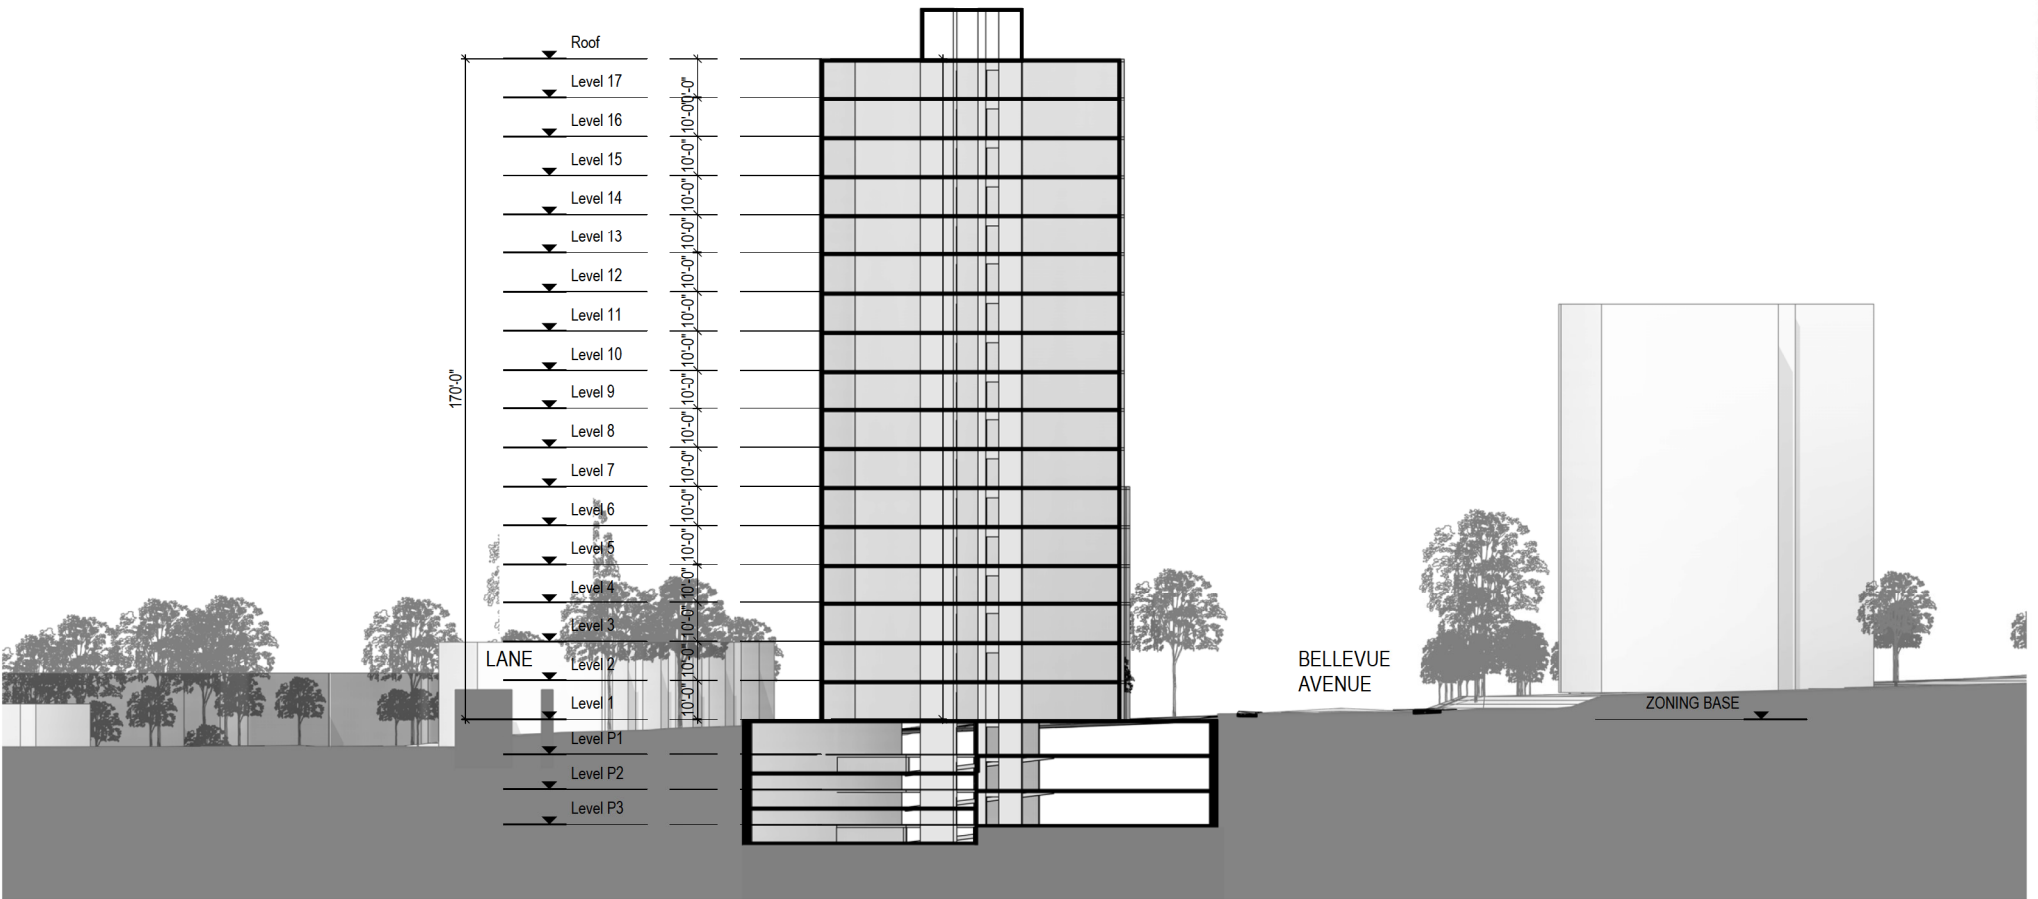 Roof
Level 17
10'-0"
Level 16
10'-0"
Level 15
10'-0"
Level 14
10'-0"
Level 13
10'-0"
Level 12
10'-0"
Level 11
10'-0"
Level 10
10'-0"
170'-0"
Level 9
10'-0"
Level 8
10'-0"
Level 7
10'-0"
Level 6
10'-0"
Level 5
10'-0"
Level 4
10'-0"
Level 3
10'-0"
LANE
Level 2
10'-0"
BELLEVUE
AVENUE
Level 1
10'-0"
ZONING BASE
Level P1
Level P2
Level P3